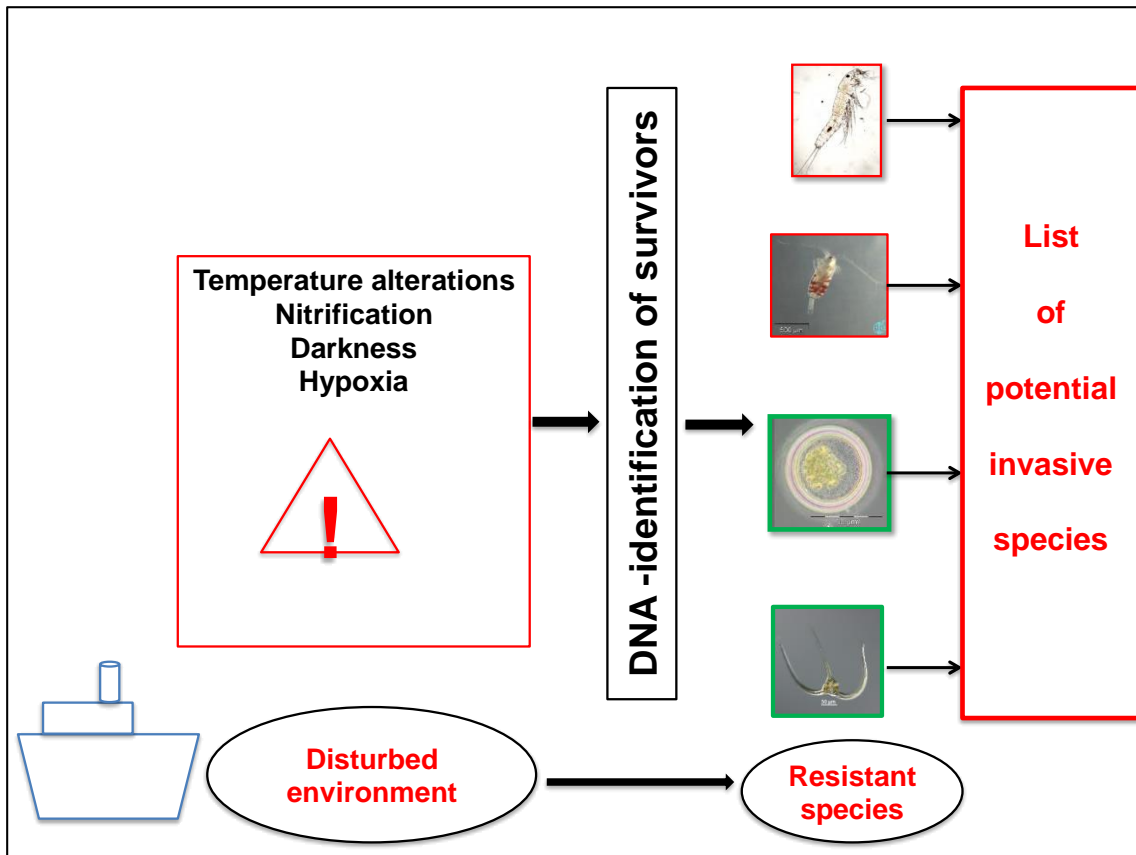 Temperature alterations
Nitrification
Darkness
Hypoxia
!
DNA -identification of survivors
List
of
potential
invasive
species
Disturbed
environment
Resistant
species